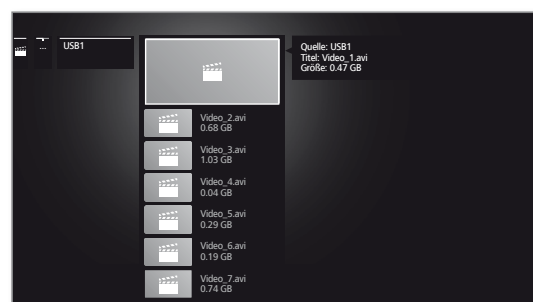 ...
USB1
Quelle: USB1
Titel: Video_1.avi
Größe: 0.47 GB
Video_2.avi
0.68 GB
Video_3.avi
1.03 GB
Video_4.avi
0.04 GB
Video_5.avi
0.29 GB
Video_6.avi
0.19 GB
Video_7.avi
0.74 GB